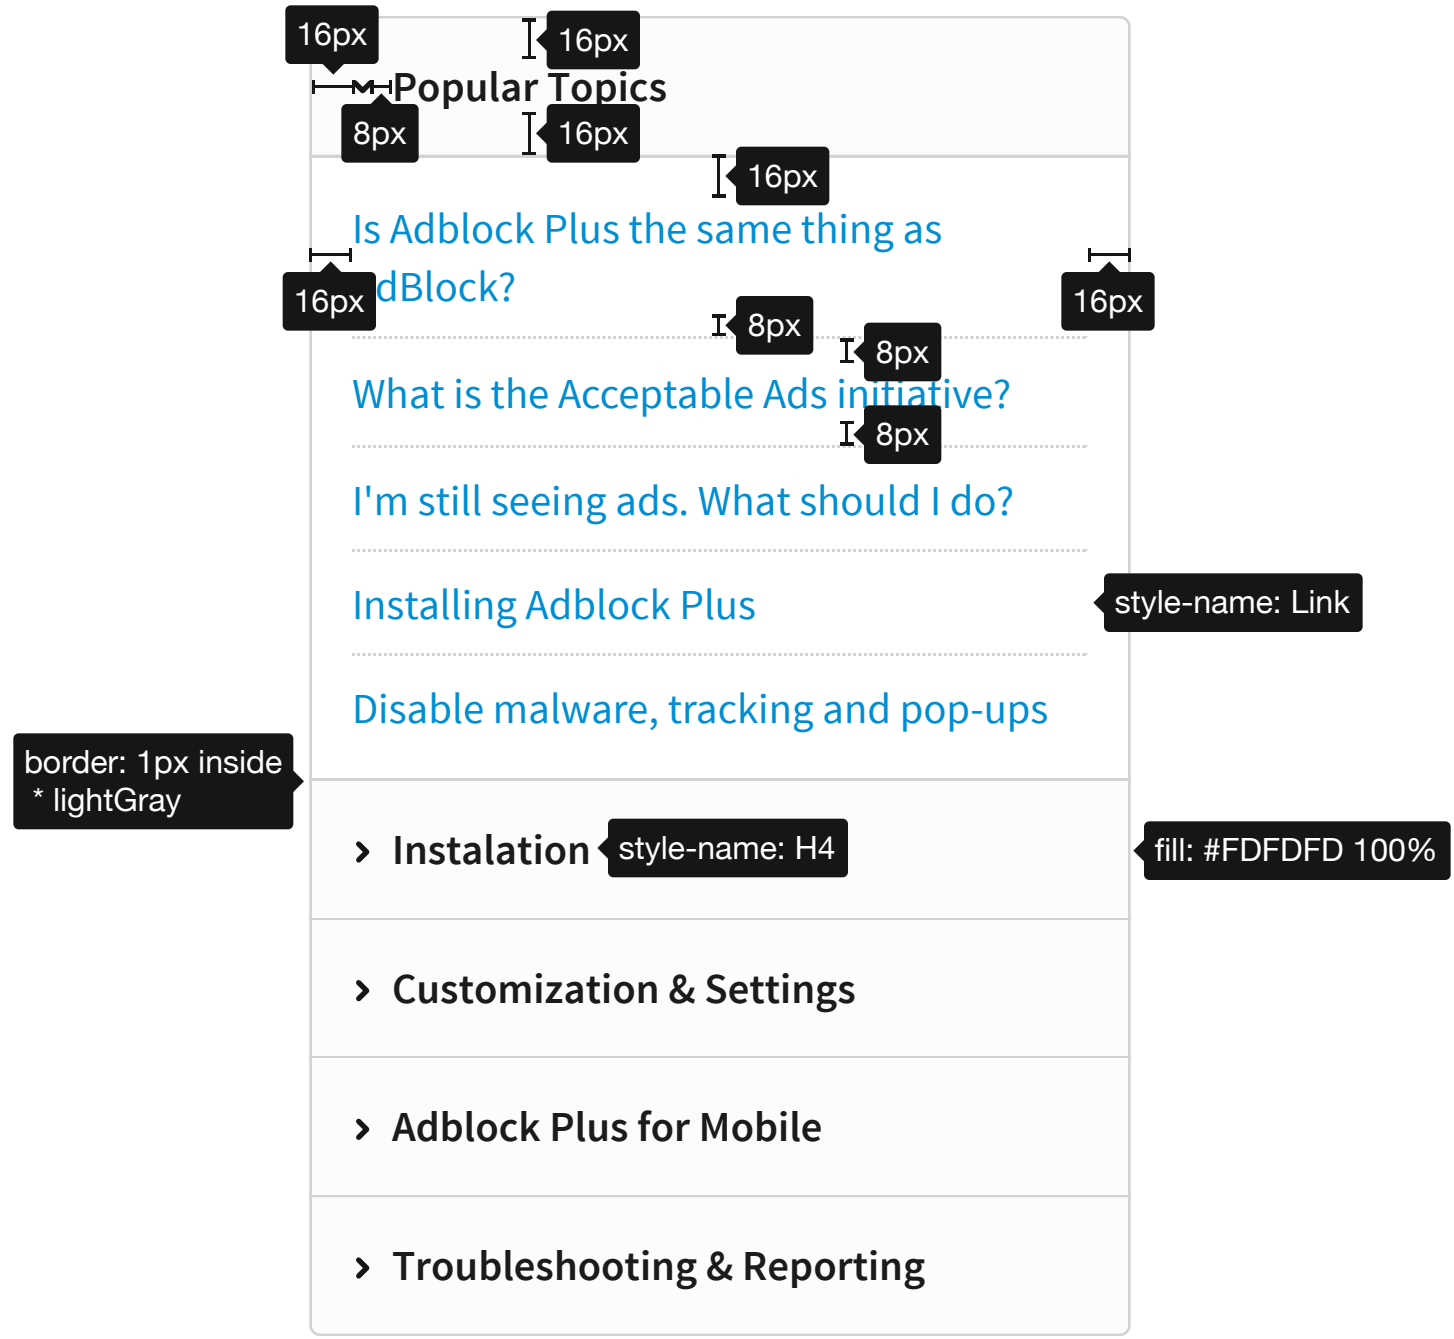 16px
16px
Popular Topics
8px
16px
16px
Is Adblock Plus the same thing as
dBlock?
16px
16px
8px
8px
What is the Acceptable Ads initiative?
8px
I'm still seeing ads. What should I do?
Installing Adblock Plus
style-name: Link
Disable malware, tracking and pop-ups
border: 1px inside
* lightGray
Instalation
style-name: H4
fill: #FDFDFD 100%
Customization & Settings
Adblock Plus for Mobile
Troubleshooting & Reporting